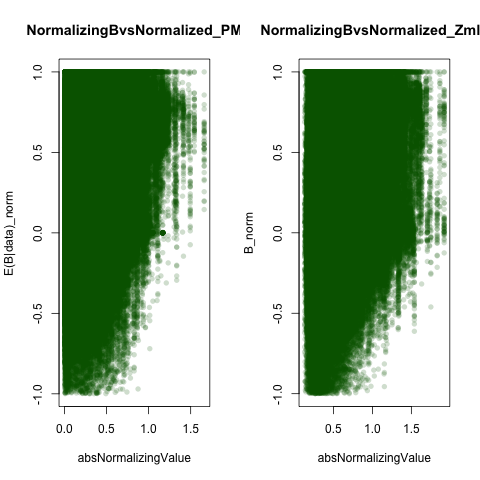 NormalizingBvsNormalized_PM
NormalizingBvsNormalized_Zml
E(B|data)_norm
1.0
0.5
0.0
-0.5
-1.0
0.0
0.5
1.0
1.5
absNormalizingValue
B_norm
1.0
0.5
0.0
-0.5
-1.0
0.5
1.0
1.5
absNormalizingValue